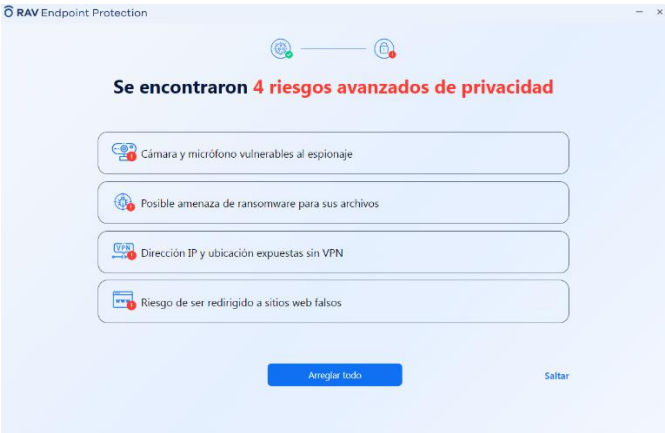 RAV Endpoint Protection
Se encontraron 4 riesgos avanzados de privacidad
Cámara y micrófono vulnerables al espionaje
Posible amenaza de ransomware para sus archivos
VPN
Dirección IP y ubicación expuestas sin VPN
www
Riesgo de ser redirigido a sitios web falsos
Arreglar todo
Saltar